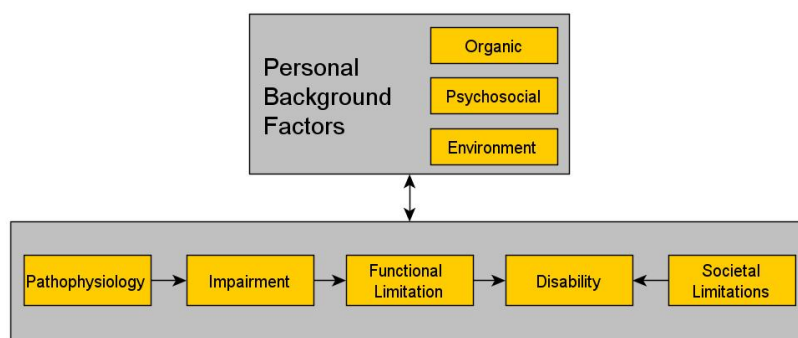 Personal
Background
Factors
Organic
Psychosocial
Environment
Pathophysiology
Impairment
Functional
Limitation
Disability
Societal
Limitations